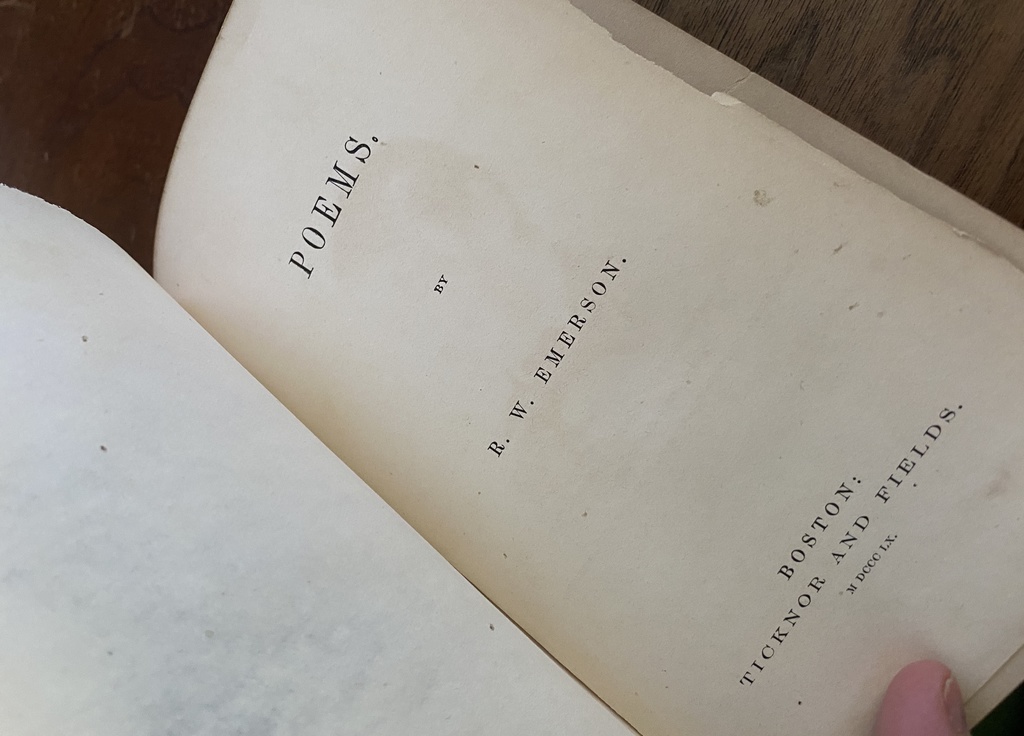 POEMS.
BY
R. W. EMERSON.
BOSTON:
TICKNOR AND FIELDS.
M DCCC LX.